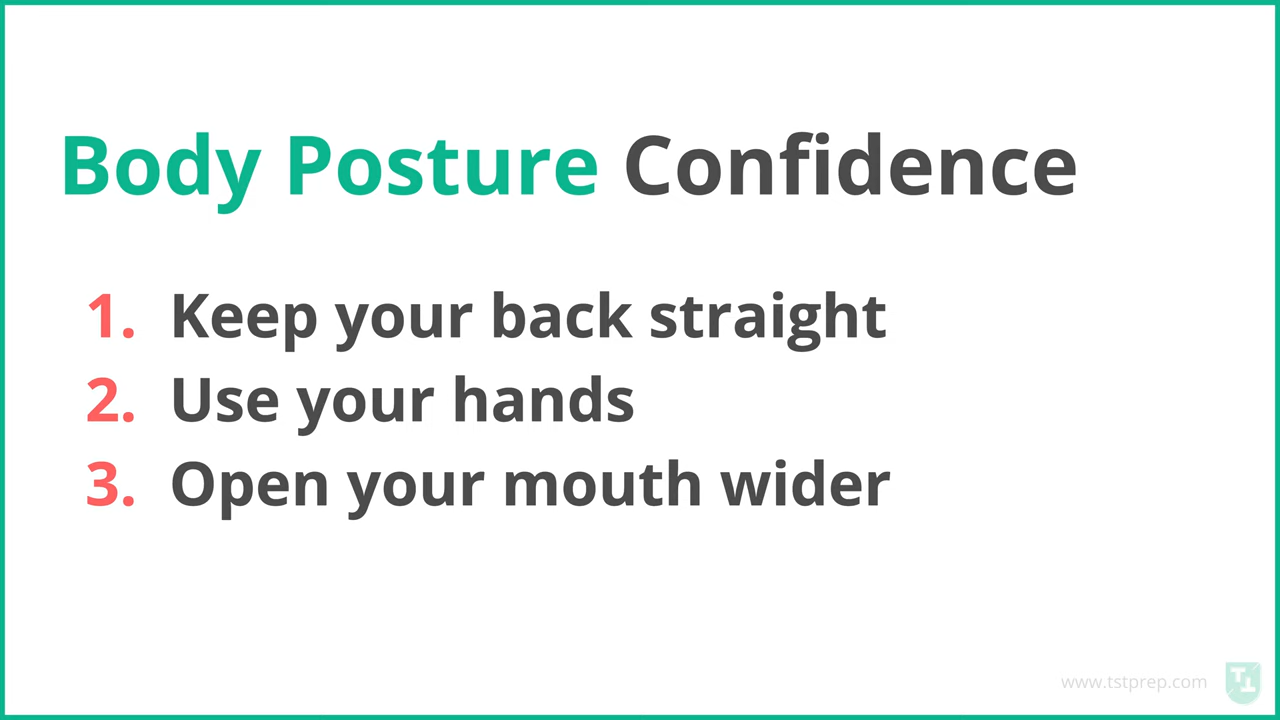 Body Posture Confidence
1. Keep your back straight
2. Use your hands
3. Open your mouth wider
www.tstprep.com